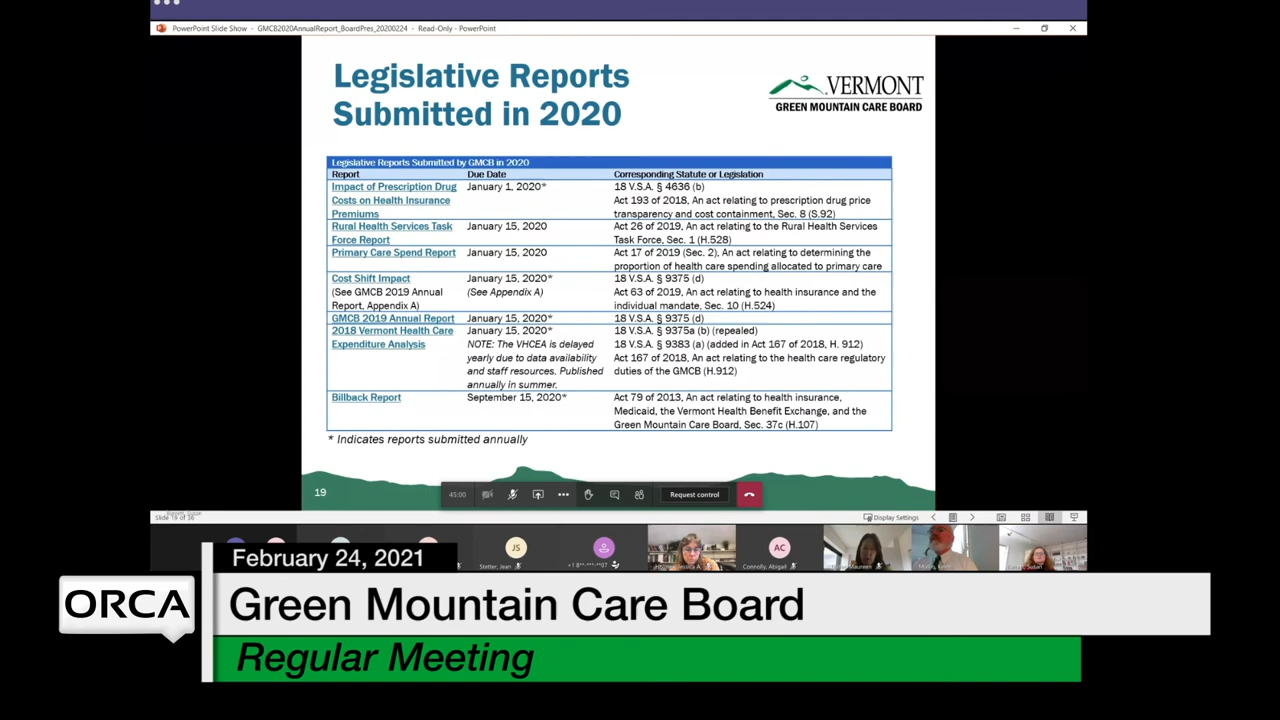 PowerPoint Slide Show - GMCB2020AnnualReport_BoardPres_20200224 - Read-Only - PowerPoint
Legislative Reports
Submitted in 2020
VERMONT
GREEN MOUNTAIN CARE BOARD
Legislative Reports Submitted by GMCB in 2020
Report Due Date Corresponding Statute or Legislation
Impact of Prescription Drug January 1, 2020* 18 V.S.A. § 4636 (b)
Costs on Health Insurance Act 193 of 2018, An act relating to prescription drug price
Premiums transparency and cost containment, Sec. 8 (S.92)
Rural Health Services Task January 15, 2020 Act 26 of 2019, An act relating to the Rural Health Services
Force Report Task Force, Sec. 1 (H.528)
Primary Care Spend Report January 15, 2020 Act 17 of 2019 (Sec. 2), An act relating to determining the
proportion of health care spending allocated to primary care
Cost Shift Impact January 15, 2020* 18 V.S.A. § 9375 (d)
(See GMCB 2019 Annual (See Appendix A) Act 63 of 2019, An act relating to health insurance and the
Report, Appendix A) individual mandate, Sec. 10 (H.524)
GMCB 2019 Annual Report January 15, 2020* 18 V.S.A. § 9375 (d)
2018 Vermont Health Care January 15, 2020* 18 V.S.A. § 9375a (b) (repealed)
Expenditure Analysis NOTE: The VHCEA is delayed 18 V.S.A. § 9383 (a) (added in Act 167 of 2018, H. 912)
yearly due to data availability Act 167 of 2018, An act relating to the health care regulatory
and staff resources. Published duties of the GMCB (H.912)
annually in summer.
Billback Report September 15, 2020* Act 79 of 2013, An act relating to health insurance,
Medicaid, the Vermont Health Benefit Exchange, and the
Green Mountain Care Board, Sec. 37c (H.107)
* Indicates reports submitted annually
19
45:00 Request control
Display Settings
JS AC
Stetter, Jean Connolly, Abigail
February 24, 2021
ORCA
Green Mountain Care Board
Regular Meeting